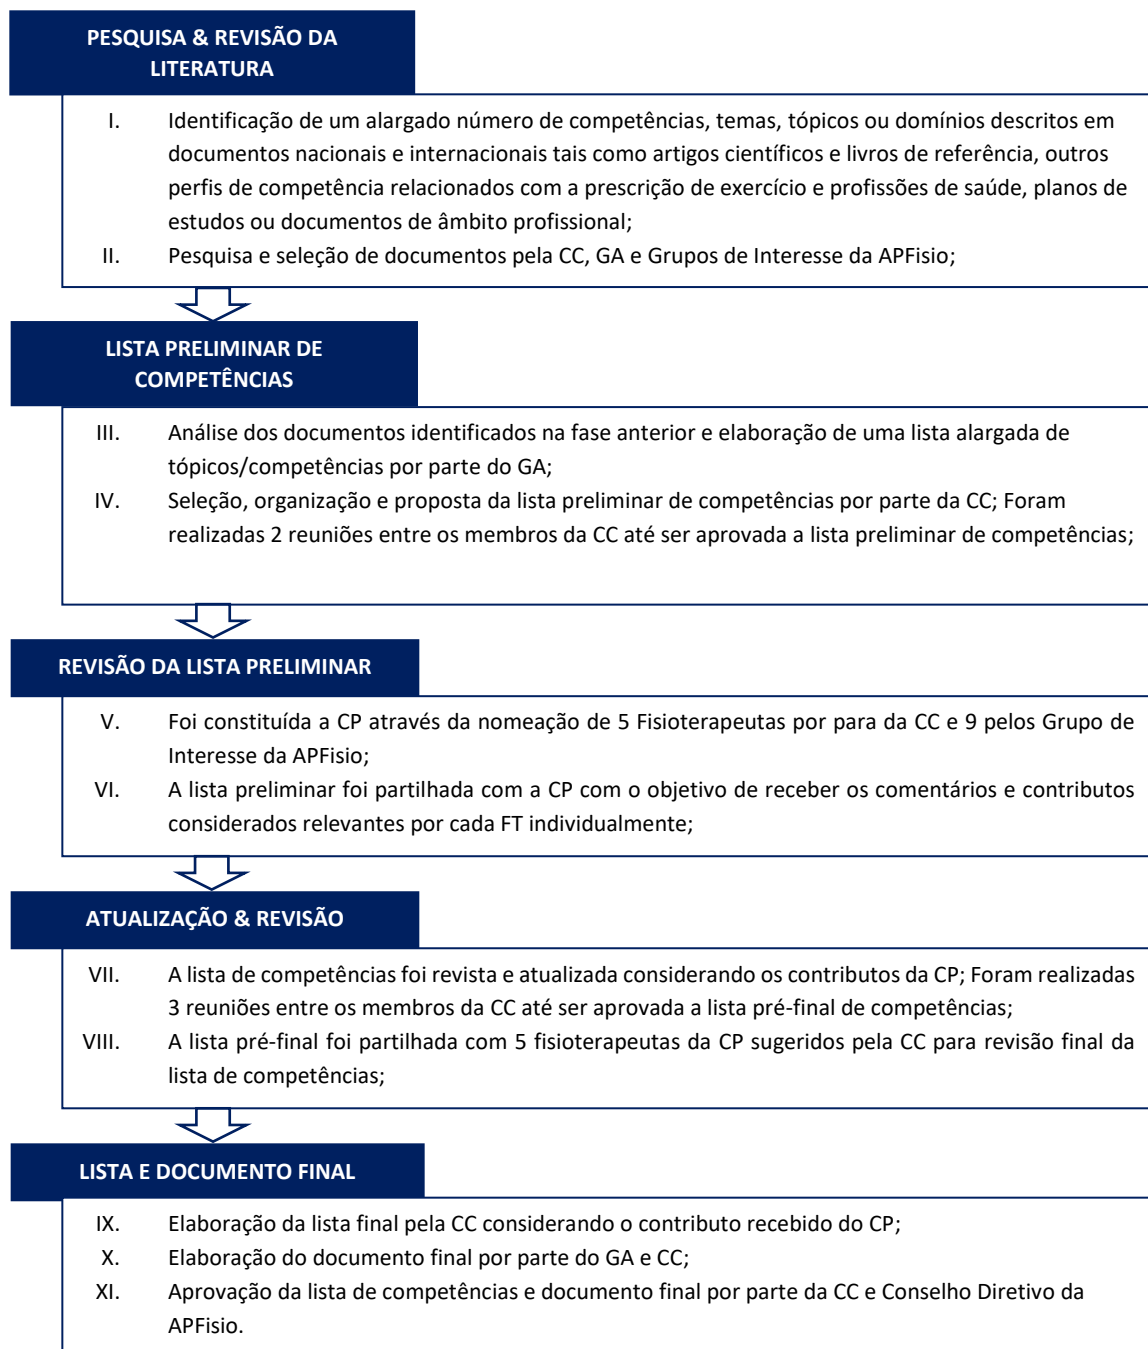 PESQUISA & REVISÃO DA
LITERATURA
I. Identificação de um alargado número de competências, temas, tópicos ou domínios descritos em
documentos nacionais e internacionais tais como artigos científicos e livros de referência, outros
perfis de competência relacionados com a prescrição de exercício e profissões de saúde, planos de
estudos ou documentos de âmbito profissional;
II. Pesquisa e seleção de documentos pela CC, GA e Grupos de Interesse da APFisio;
LISTA PRELIMINAR DE
COMPETÊNCIAS
III. Análise dos documentos identificados na fase anterior e elaboração de uma lista alargada de
tópicos/competências por parte do GA;
IV. Seleção, organização e proposta da lista preliminar de competências por parte da CC; Foram
realizadas 2 reuniões entre os membros da CC até ser aprovada a lista preliminar de competências;
REVISÃO DA LISTA PRELIMINAR
V. Foi constituída a CP através da nomeação de 5 Fisioterapeutas por para da CC e 9 pelos Grupo de
Interesse da APFisio;
VI. A lista preliminar foi partilhada com a CP com o objetivo de receber os comentários e contributos
considerados relevantes por cada FT individualmente;
ATUALIZAÇÃO & REVISÃO
VII. A lista de competências foi revista e atualizada considerando os contributos da CP; Foram realizadas
3 reuniões entre os membros da CC até ser aprovada a lista pré-final de competências;
VIII. A lista pré-final foi partilhada com 5 fisioterapeutas da CP sugeridos pela CC para revisão final da
lista de competências;
LISTA E DOCUMENTO FINAL
IX. Elaboração da lista final pela CC considerando o contributo recebido do CP;
X. Elaboração do documento final por parte do GA e CC;
XI. Aprovação da lista de competências e documento final por parte da CC e Conselho Diretivo da
APFisio.